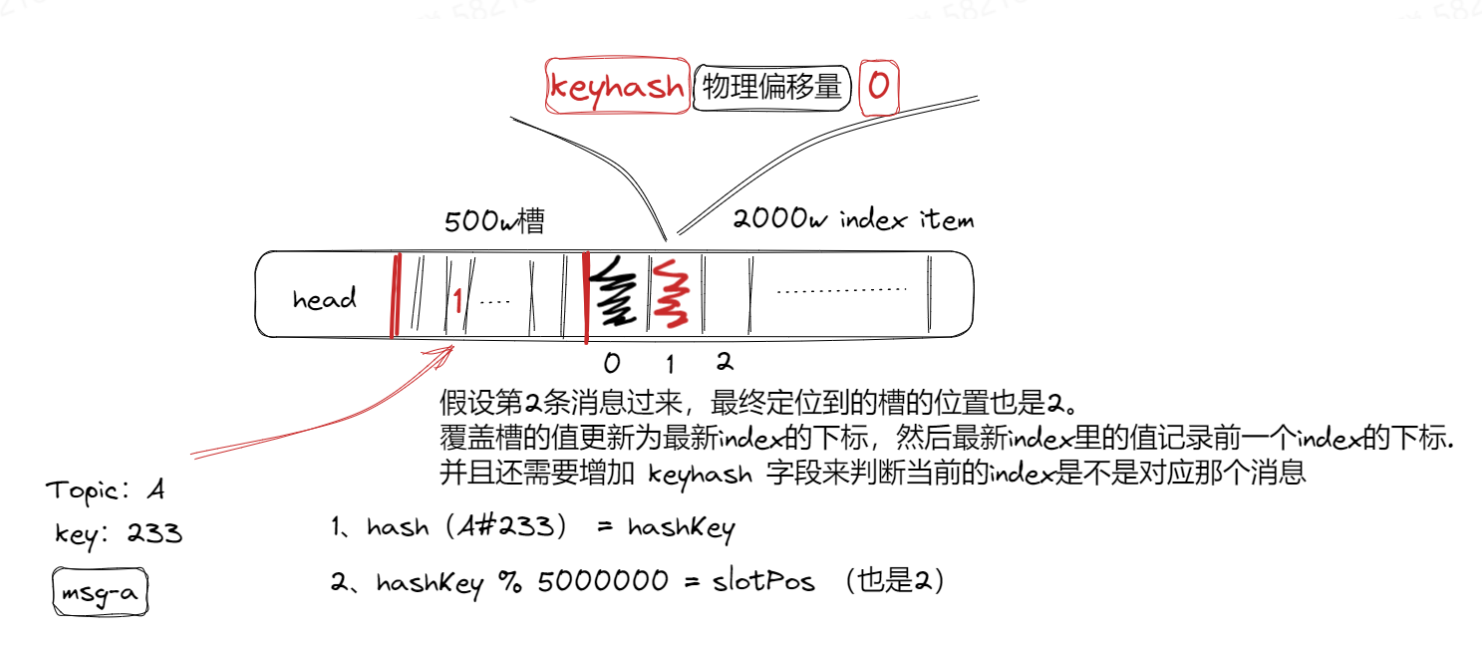 keyhash 物理偏移量 0
500w槽 2000w index item
head 1 .... ....................
0 1 2
假设第2条消息过来，最终定位到的槽的位置也是2。
覆盖槽的值更新为最新index的下标，然后最新index里的值记录前一个index的下标.
并且还需要增加 keyhash 字段来判断当前的index是不是对应那个消息
Topic：A
key：233
msg-a
1、hash（A#233） = hashKey
2、hashKey % 5000000 = slotPos （也是2）